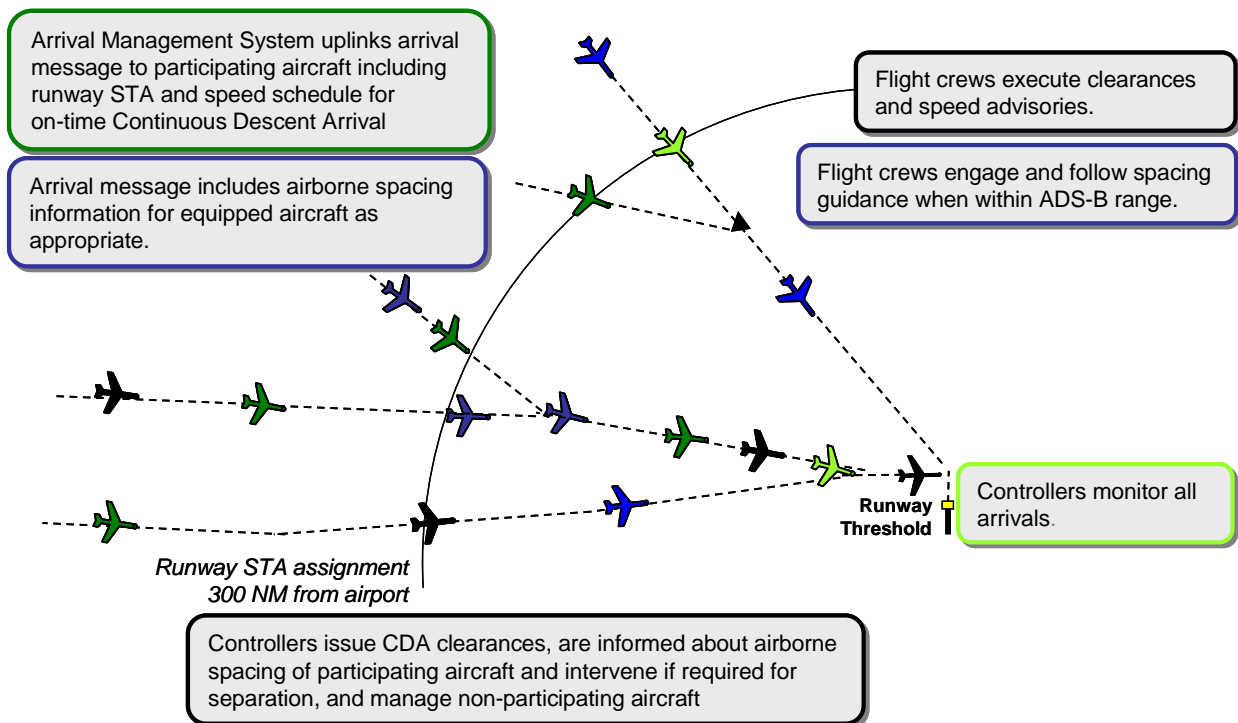 Arrival Management System uplinks arrival
message to participating aircraft including
runway STA and speed schedule for
on-time Continuous Descent Arrival
Arrival message includes airborne spacing
information for equipped aircraft as
appropriate.
Flight crews execute clearances
and speed advisories.
Flight crews engage and follow spacing
guidance when within ADS-B range.
Runway
Threshold
Controllers monitor all
arrivals.
Runway STA assignment
300 NM from airport
Controllers issue CDA clearances, are informed about airborne
spacing of participating aircraft and intervene if required for
separation, and manage non-participating aircraft